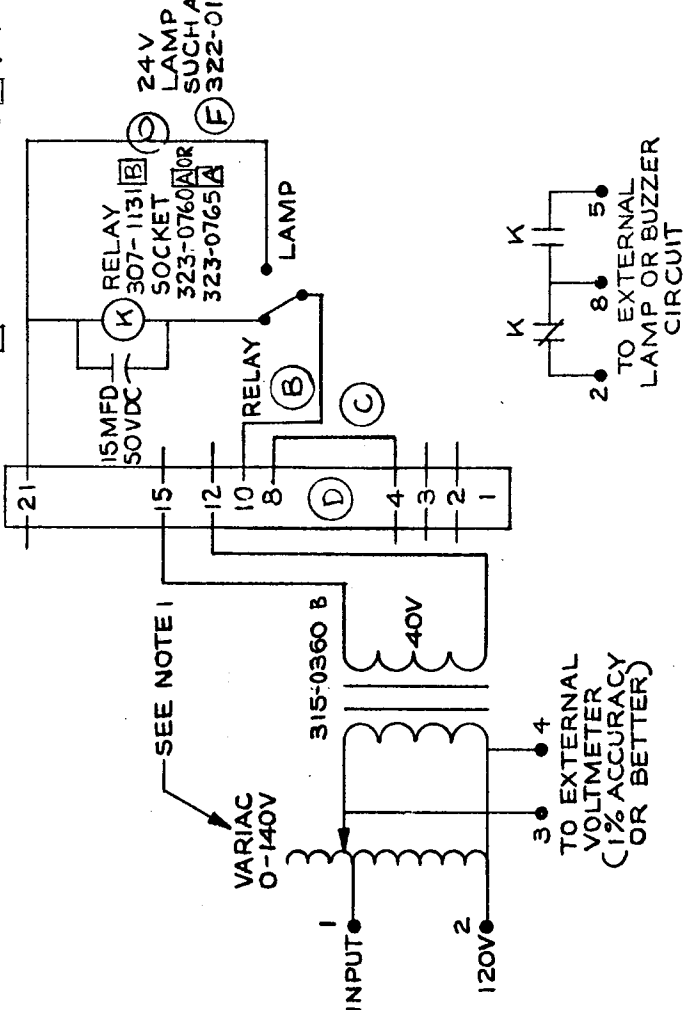 24V
LAMP
SUCH A
F 322-01
RELAY
307-1131 B
SOCKET
323-0760 A OR
323-0765 A
K
15MFD
50VDC
LAMP
RELAY
B
C
21
15
12
10
8
D
4
3
2
1
SEE NOTE 1
315-0360 B
40V
VARIAC
0-140V
1
INPUT
2
120V
3
4
TO EXTERNAL
VOLTMETER
(1% ACCURACY
OR BETTER)
K
K
2
8
5
TO EXTERNAL
LAMP OR BUZZER
CIRCUIT